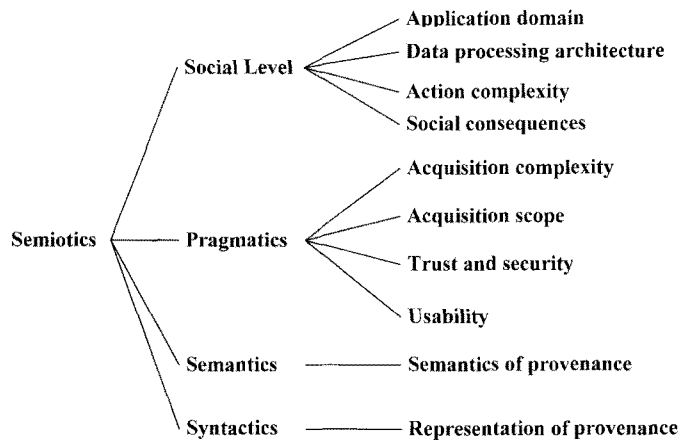 Application domain
Data processing architecture
Social Level
Action complexity
Social consequences
Acquisition complexity
Acquisition scope
Semiotics
Pragmatics
Trust and security
Usability
Semantics
Semantics of provenance
Syntactics
Representation of provenance